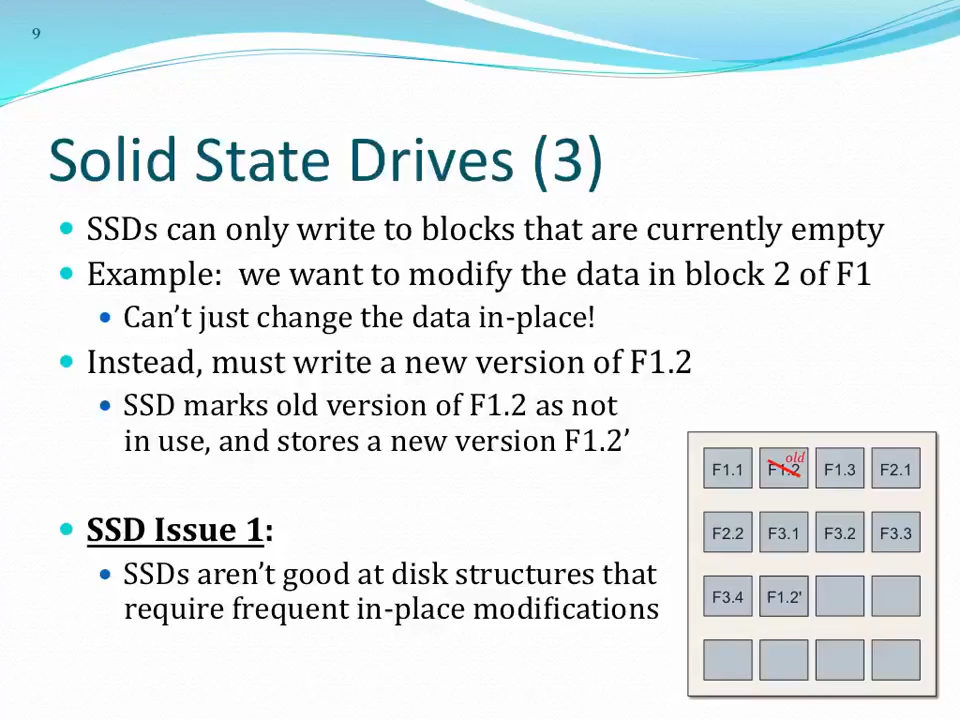 9
Solid State Drives (3)
SSDs can only write to blocks that are currently empty
Example:  we want to modify the data in block 2 of F1
Can't just change the data in-place!
Instead, must write a new version of F1.2
SSD marks old version of F1.2 as not
in use, and stores a new version F1.2'
SSD Issue 1:
SSDs aren't good at disk structures that
require frequent in-place modifications
old
F1.1 F1.2 F1.3 F2.1
F2.2 F3.1 F3.2 F3.3
F3.4 F1.2'